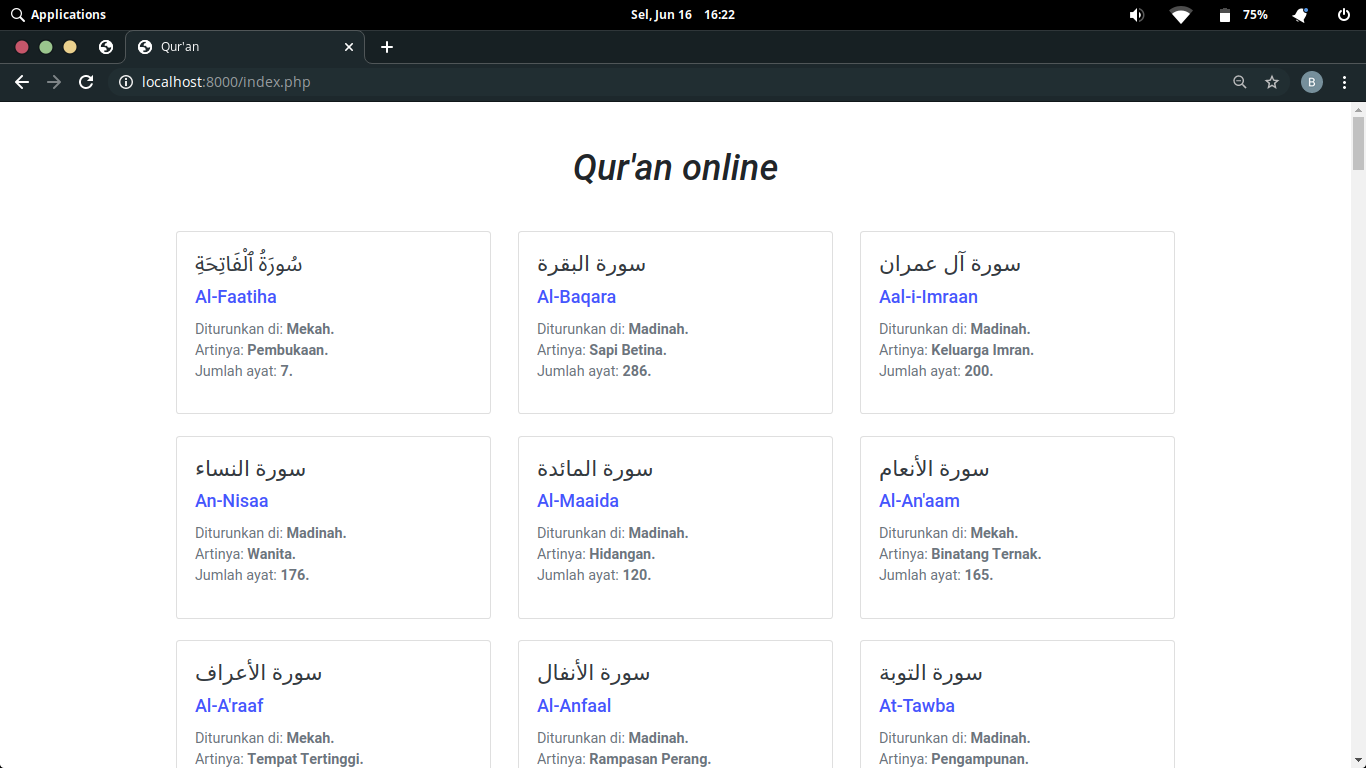 Applications
Sel, Jun 16 16:22
75%
Qur'an
localhost:8000/index.php
B
Qur'an online
سُورَةُ ٱلْفَاتِحَةِ
Al-Faatiha
Diturunkan di: Mekah.
Artinya: Pembukaan.
Jumlah ayat: 7.
سورة البقرة
Al-Baqara
Diturunkan di: Madinah.
Artinya: Sapi Betina.
Jumlah ayat: 286.
سورة آل عمران
Aal-i-Imraan
Diturunkan di: Madinah.
Artinya: Keluarga Imran.
Jumlah ayat: 200.
سورة النساء
An-Nisaa
Diturunkan di: Madinah.
Artinya: Wanita.
Jumlah ayat: 176.
سورة المائدة
Al-Maaida
Diturunkan di: Madinah.
Artinya: Hidangan.
Jumlah ayat: 120.
سورة الأنعام
Al-An'aam
Diturunkan di: Mekah.
Artinya: Binatang Ternak.
Jumlah ayat: 165.
سورة الأعراف
Al-A'raaf
Diturunkan di: Mekah.
Artinya: Tempat Tertinggi.
سورة الأنفال
Al-Anfaal
Diturunkan di: Madinah.
Artinya: Rampasan Perang.
سورة التوبة
At-Tawba
Diturunkan di: Madinah.
Artinya: Pengampunan.